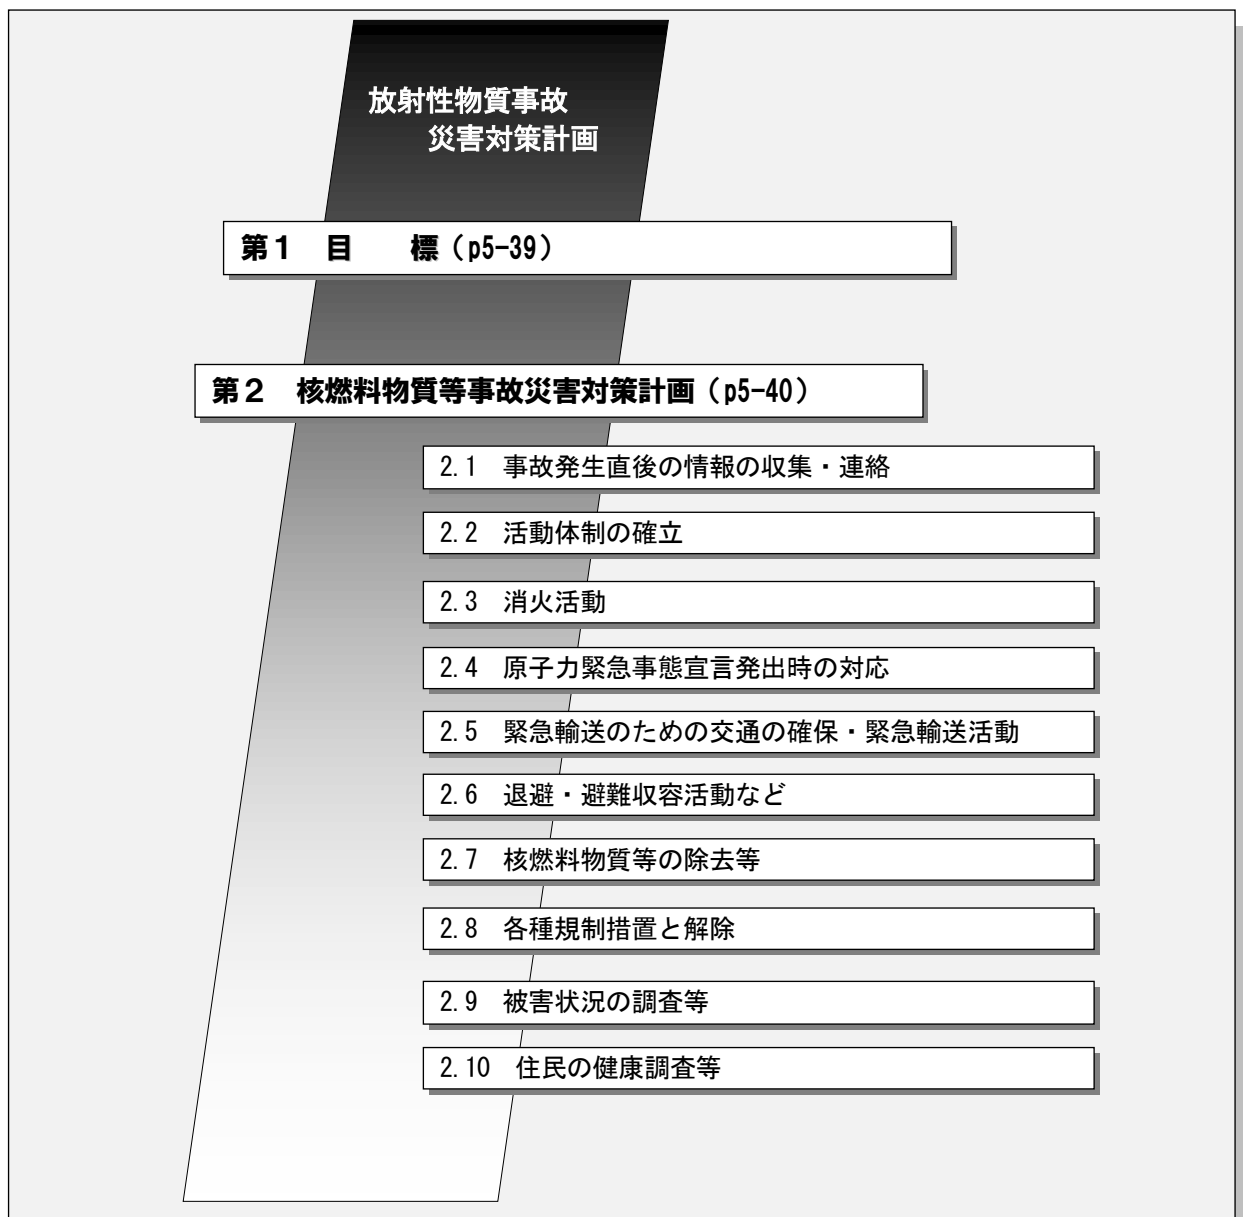 放射性物質事故
災害対策計画
第1 目　　標（p5-39）
第2 核燃料物質等事故災害対策計画（p5-40）
2.1 事故発生直後の情報の収集・連絡
2.2 活動体制の確立
2.3 消火活動
2.4 原子力緊急事態宣言発出時の対応
2.5 緊急輸送のための交通の確保・緊急輸送活動
2.6 退避・避難収容活動など
2.7 核燃料物質等の除去等
2.8 各種規制措置と解除
2.9 被害状況の調査等
2.10 住民の健康調査等